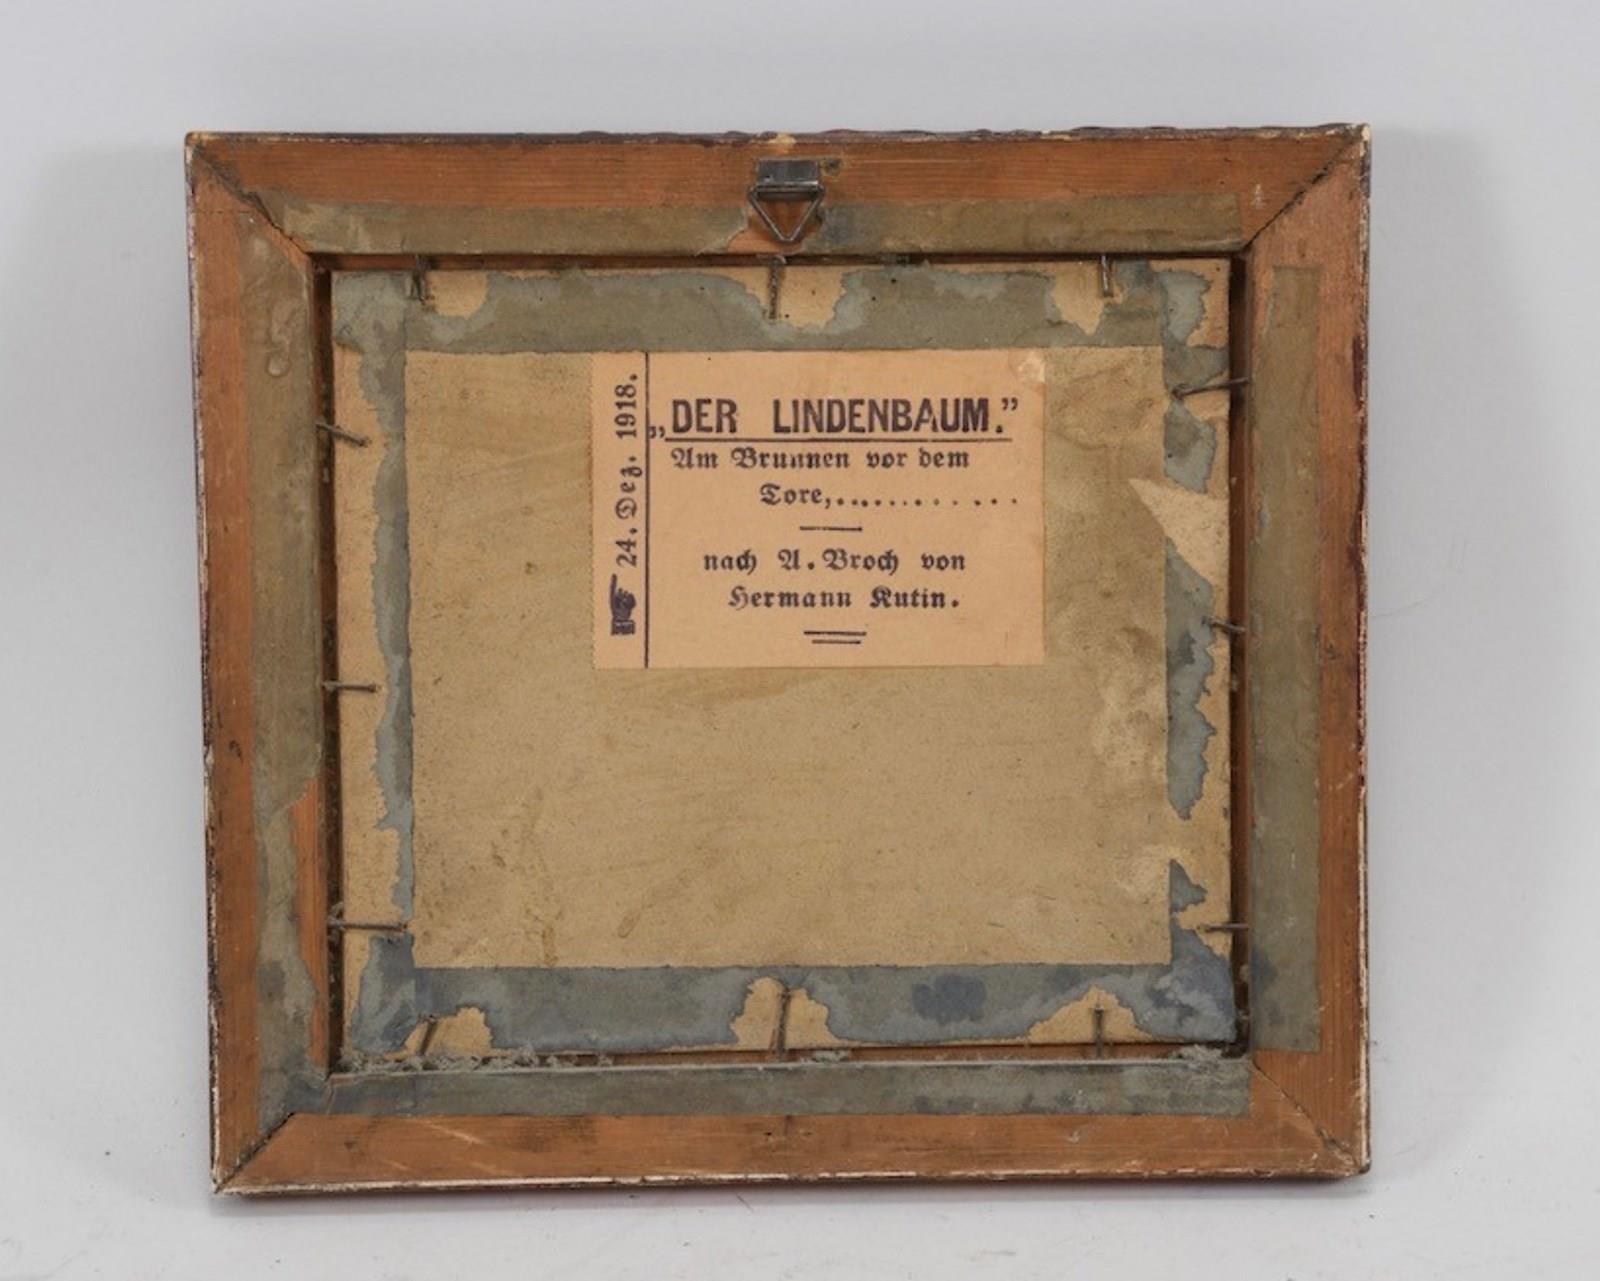 24. Dez. 1918.
„DER LINDENBAUM.”
Am Brunnen vor dem
Tore,............
nach A. Broch von
Hermann Kutin.